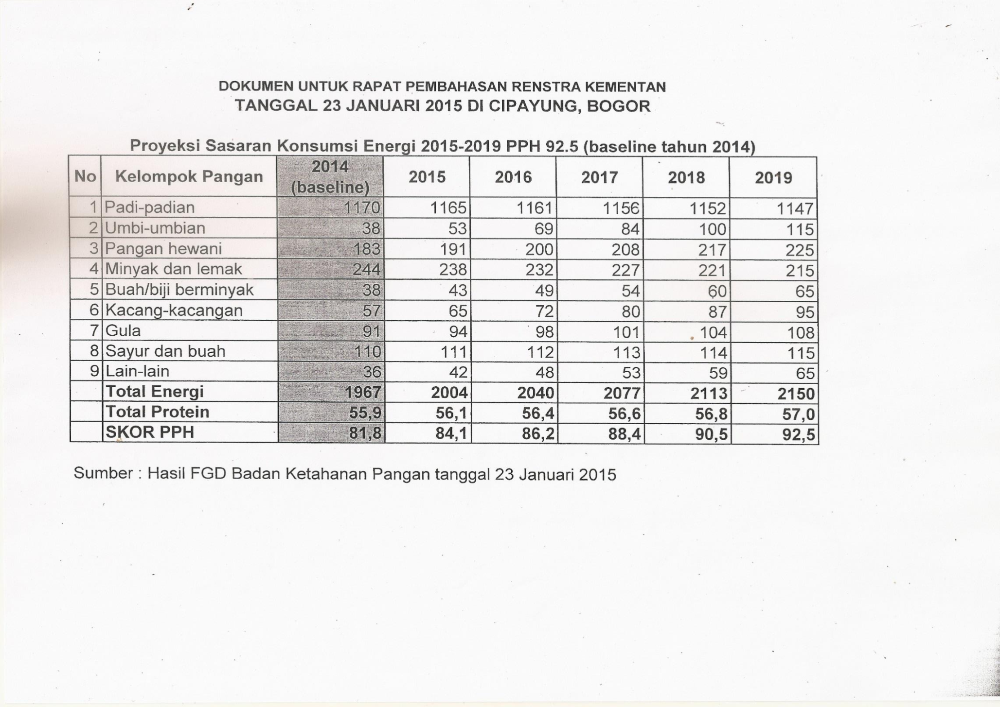 DOKUMEN UNTUK RAPAT PEMBAHASAN RENSTRA KEMENTAN
TANGGAL 23 JANUARI 2015 DI CIPAYUNG, BOGOR
Proyeksi Sasaran Konsumsi Energi 2015-2019 PPH 92.5 (baseline tahun 2014)
No Kelompok Pangan 2014 (baseline) 2015 2016 2017 2018 2019
1 Padi-padian 1170 1165 1161 1156 1152 1147
2 Umbi-umbian 38 53 69 84 100 115
3 Pangan hewani 183 191 200 208 217 225
4 Minyak dan lemak 244 238 232 227 221 215
5 Buah/biji berminyak 38 43 49 54 60 65
6 Kacang-kacangan 57 65 72 80 87 95
7 Gula 91 94 98 101 104 108
8 Sayur dan buah 110 111 112 113 114 115
9 Lain-lain 36 42 48 53 59 65
Total Energi 1967 2004 2040 2077 2113 2150
Total Protein 55,9 56,1 56,4 56,6 56,8 57,0
SKOR PPH 81,8 84,1 86,2 88,4 90,5 92,5
Sumber : Hasil FGD Badan Ketahanan Pangan tanggal 23 Januari 2015